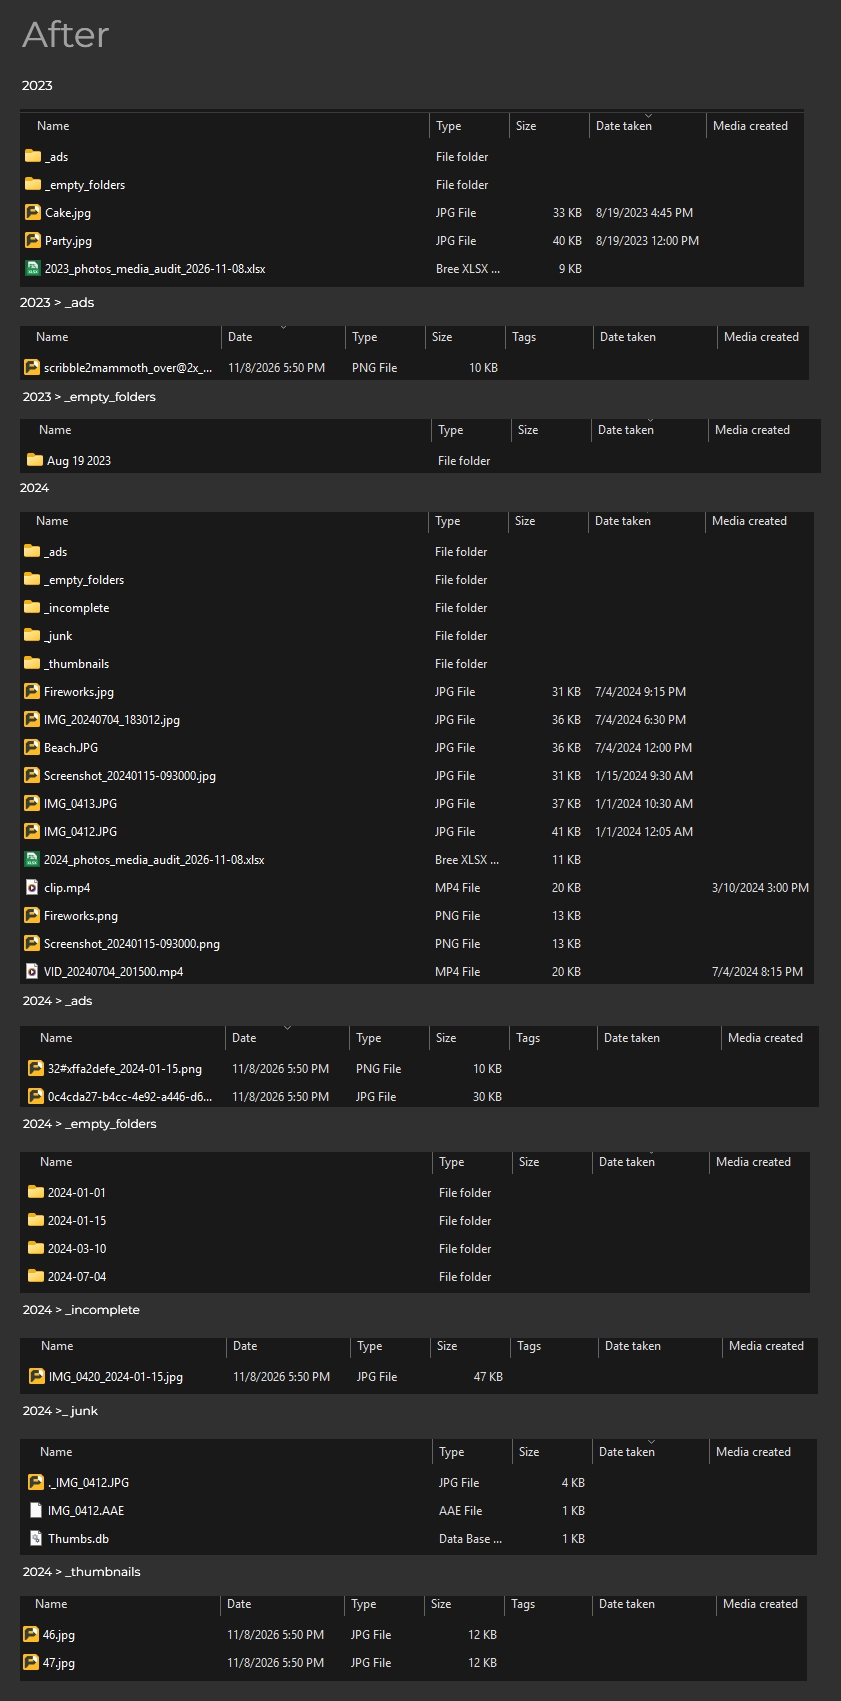 After
2023
Name Type Size Date taken Media created
_ads File folder
_empty_folders File folder
Cake.jpg JPG File 33 KB 8/19/2023 4:45 PM
Party.jpg JPG File 40 KB 8/19/2023 12:00 PM
2023_photos_media_audit_2026-11-08.xlsx Bree XLSX ... 9 KB
2023 > _ads
Name Date Type Size Tags Date taken Media created
scribble2mammoth_over@2x_... 11/8/2026 5:50 PM PNG File 10 KB
2023 > _empty_folders
Name Type Size Date taken Media created
Aug 19 2023 File folder
2024
Name Type Size Date taken Media created
_ads File folder
_empty_folders File folder
_incomplete File folder
_junk File folder
_thumbnails File folder
Fireworks.jpg JPG File 31 KB 7/4/2024 9:15 PM
IMG_20240704_183012.jpg JPG File 36 KB 7/4/2024 6:30 PM
Beach.JPG JPG File 36 KB 7/4/2024 12:00 PM
Screenshot_20240115-093000.jpg JPG File 31 KB 1/15/2024 9:30 AM
IMG_0413.JPG JPG File 37 KB 1/1/2024 10:30 AM
IMG_0412.JPG JPG File 41 KB 1/1/2024 12:05 AM
2024_photos_media_audit_2026-11-08.xlsx Bree XLSX ... 11 KB
clip.mp4 MP4 File 20 KB 3/10/2024 3:00 PM
Fireworks.png PNG File 13 KB
Screenshot_20240115-093000.png PNG File 13 KB
VID_20240704_201500.mp4 MP4 File 20 KB 7/4/2024 8:15 PM
2024 > _ads
Name Date Type Size Tags Date taken Media created
32#xffa2defe_2024-01-15.png 11/8/2026 5:50 PM PNG File 10 KB
0c4cda27-b4cc-4e92-a446-d6... 11/8/2026 5:50 PM JPG File 30 KB
2024 > _empty_folders
Name Type Size Date taken Media created
2024-01-01 File folder
2024-01-15 File folder
2024-03-10 File folder
2024-07-04 File folder
2024 > _incomplete
Name Date Type Size Tags Date taken Media created
IMG_0420_2024-01-15.jpg 11/8/2026 5:50 PM JPG File 47 KB
2024 >_ junk
Name Type Size Date taken Media created
._IMG_0412.JPG JPG File 4 KB
IMG_0412.AAE AAE File 1 KB
Thumbs.db Data Base ... 1 KB
2024 > _thumbnails
Name Date Type Size Tags Date taken Media created
46.jpg 11/8/2026 5:50 PM JPG File 12 KB
47.jpg 11/8/2026 5:50 PM JPG File 12 KB